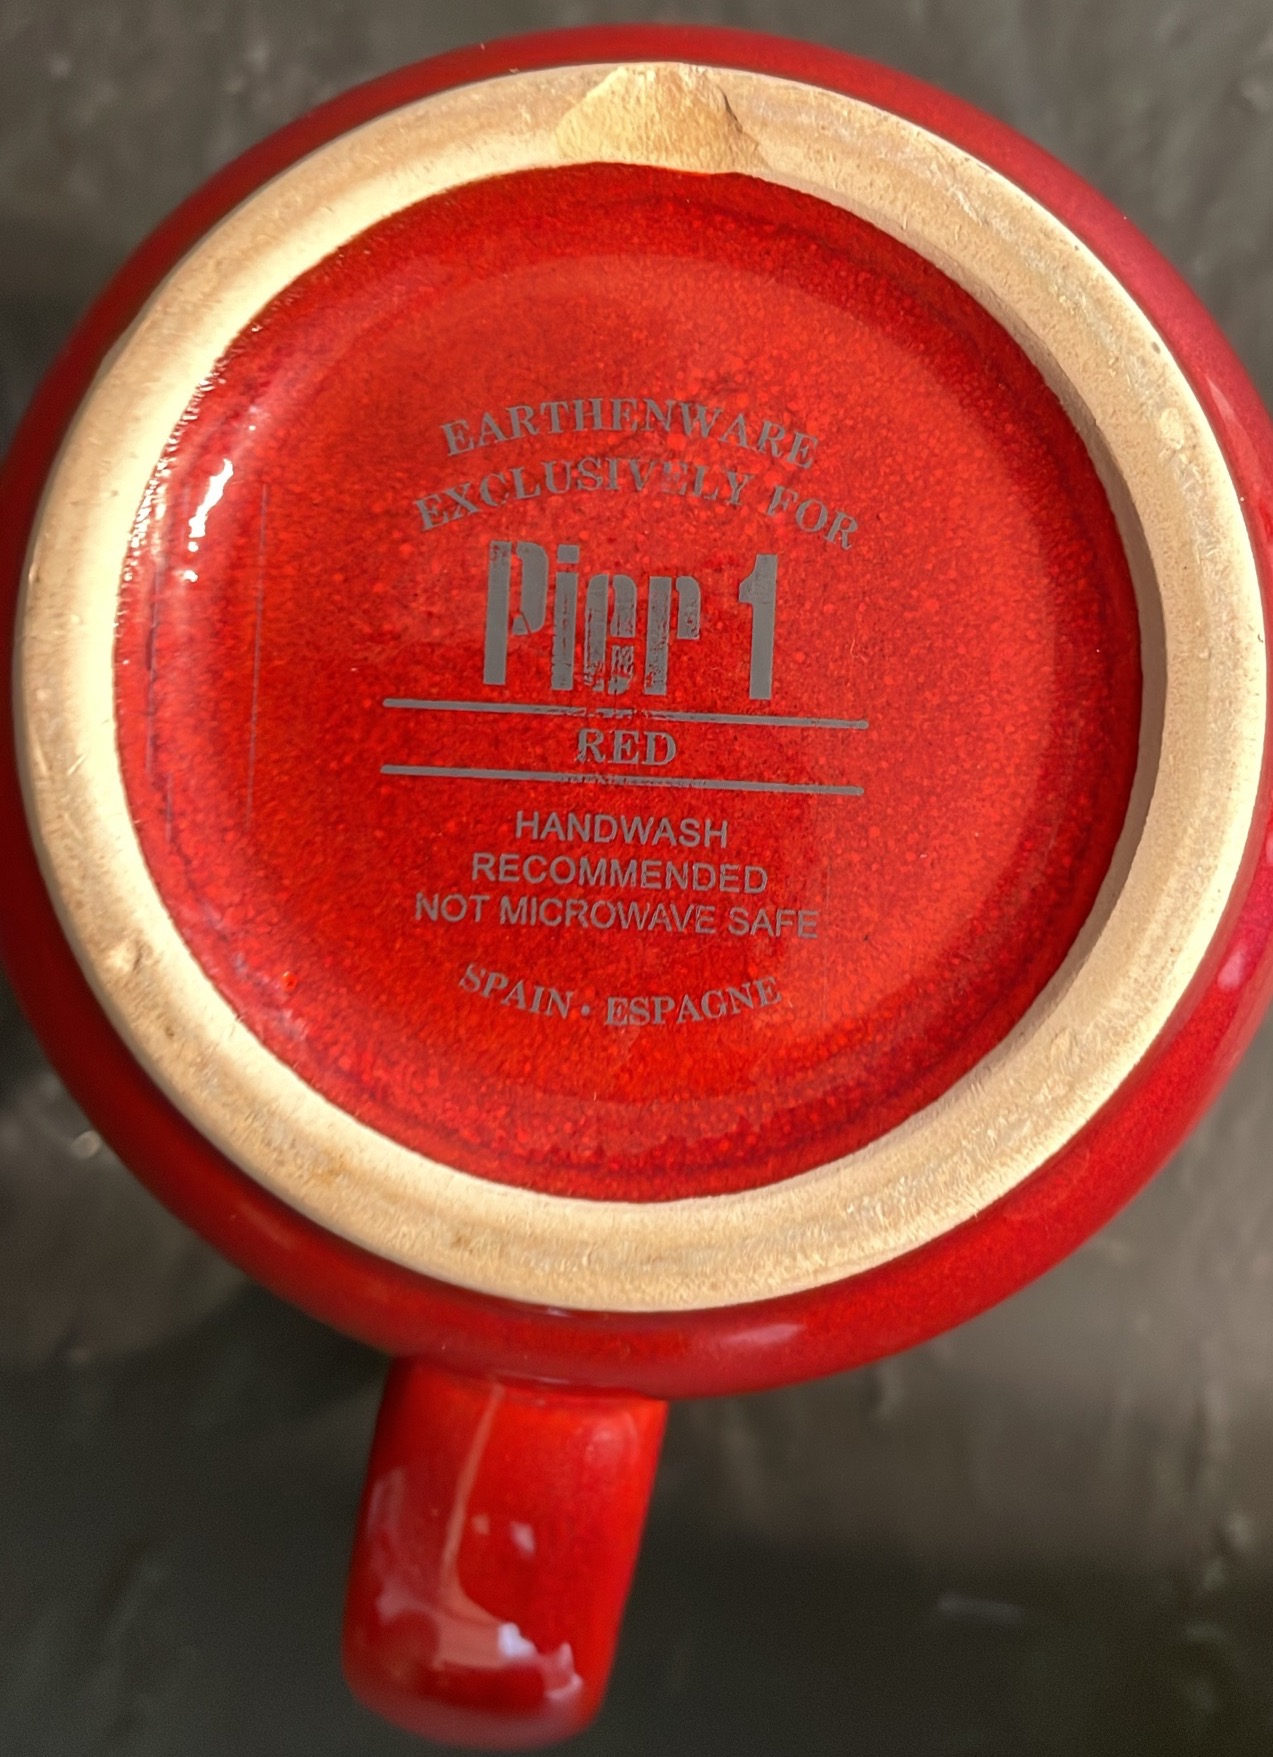 EARTHENWARE
EXCLUSIVELY FOR
Pier 1
RED
HANDWASH
RECOMMENDED
NOT MICROWAVE SAFE
SPAIN · ESPAGNE